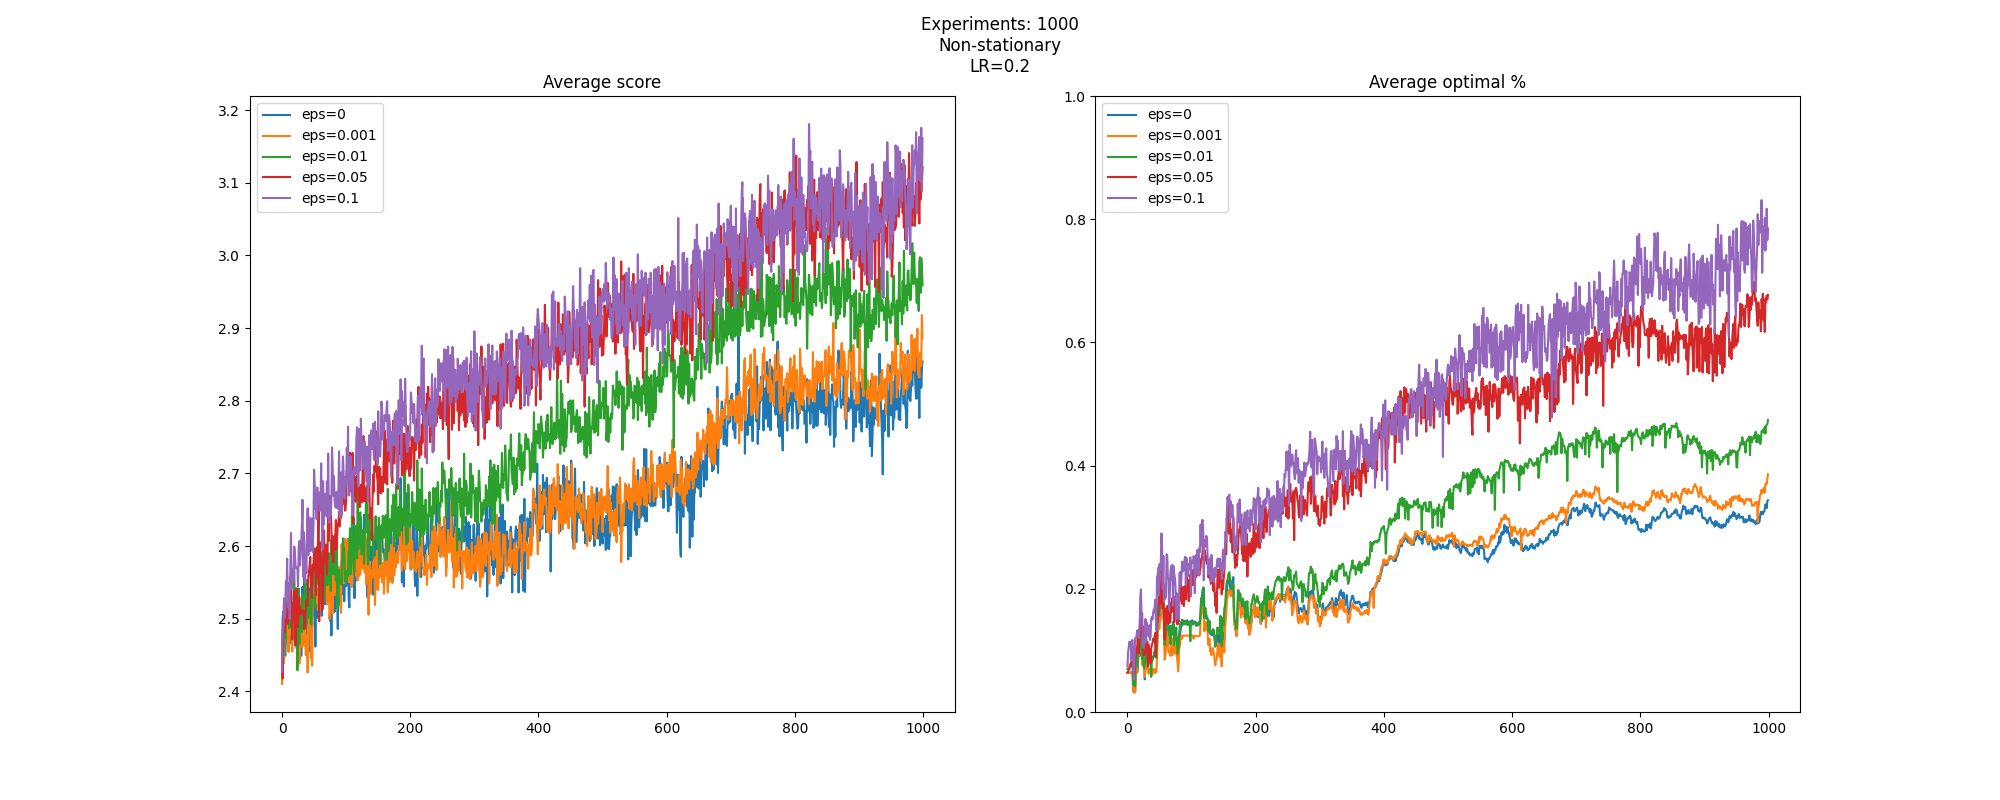 Experiments: 1000
Non-stationary
LR=0.2
Average score
3.2
3.1
3.0
2.9
2.8
2.7
2.6
2.5
2.4
0
200
400
600
800
1000
eps=0
eps=0.001
eps=0.01
eps=0.05
eps=0.1
Average optimal %
1.0
0.8
0.6
0.4
0.2
0.0
0
200
400
600
800
1000
eps=0
eps=0.001
eps=0.01
eps=0.05
eps=0.1